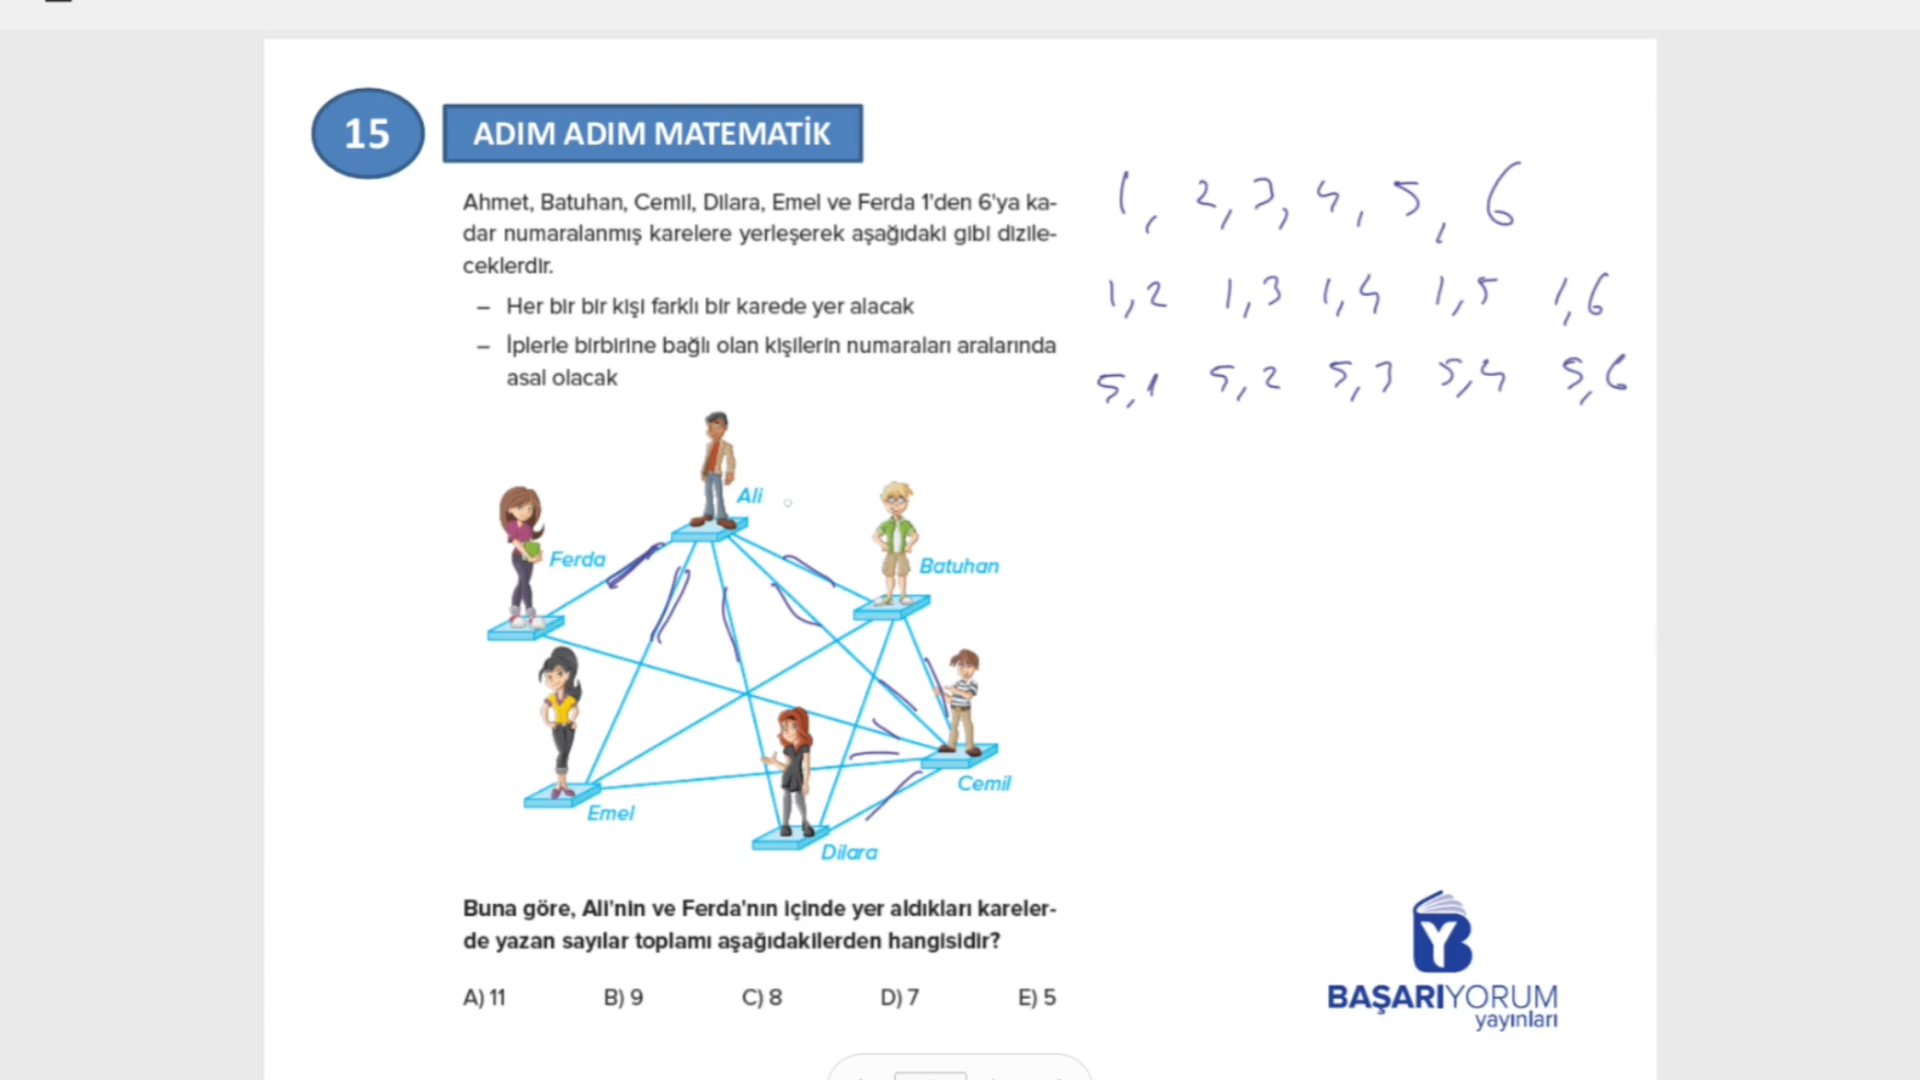 15
ADIM ADIM MATEMATİK
Ahmet, Batuhan, Cemil, Dilara, Emel ve Ferda 1'den 6'ya ka-
dar numaralanmış karelere yerleşerek aşağıdaki gibi dizile-
ceklerdir.
– Her bir bir kişi farklı bir karede yer alacak
– İplerle birbirine bağlı olan kişilerin numaraları aralarında
asal olacak
1, 2, 3, 4, 5, 6
1,2 1,3 1,4 1,5 1,6
5,1 5,2 5,3 5,4 5,6
Ali
Ferda
Batuhan
Cemil
Emel
Dilara
Buna göre, Ali'nin ve Ferda'nın içinde yer aldıkları kareler-
de yazan sayılar toplamı aşağıdakilerden hangisidir?
A) 11 B) 9 C) 8 D) 7 E) 5
BAŞARIYORUM
yayınları